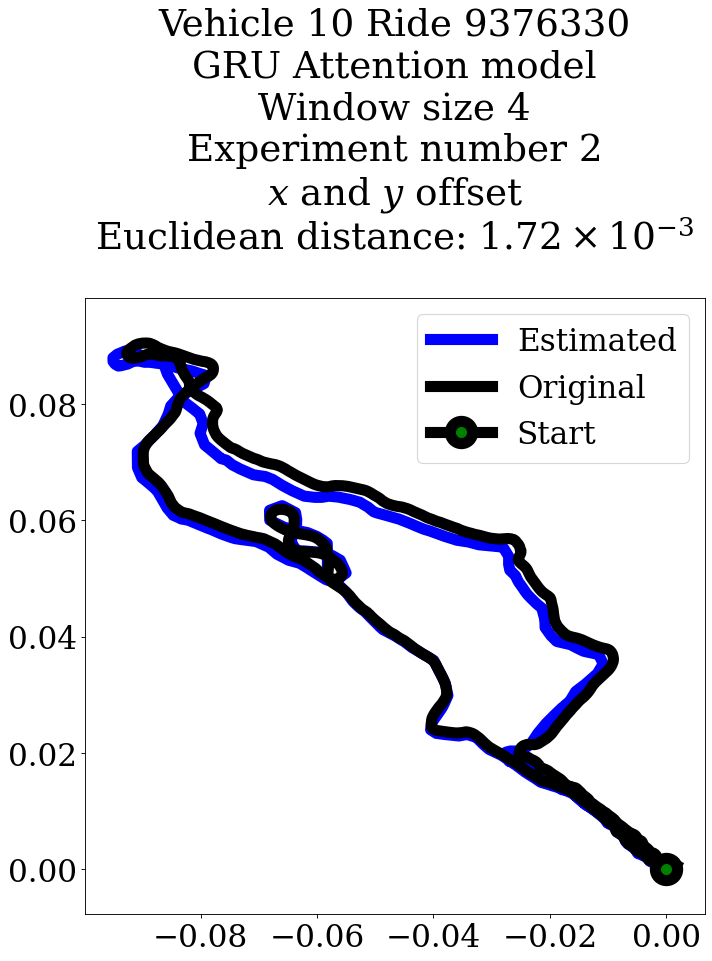 Vehicle 10 Ride 9376330
GRU Attention model
Window size 4
Experiment number 2
x and y offset
Euclidean distance: 1.72 × 10⁻³
Estimated
Original
Start
0.08
0.06
0.04
0.02
0.00
−0.08 −0.06 −0.04 −0.02 0.00